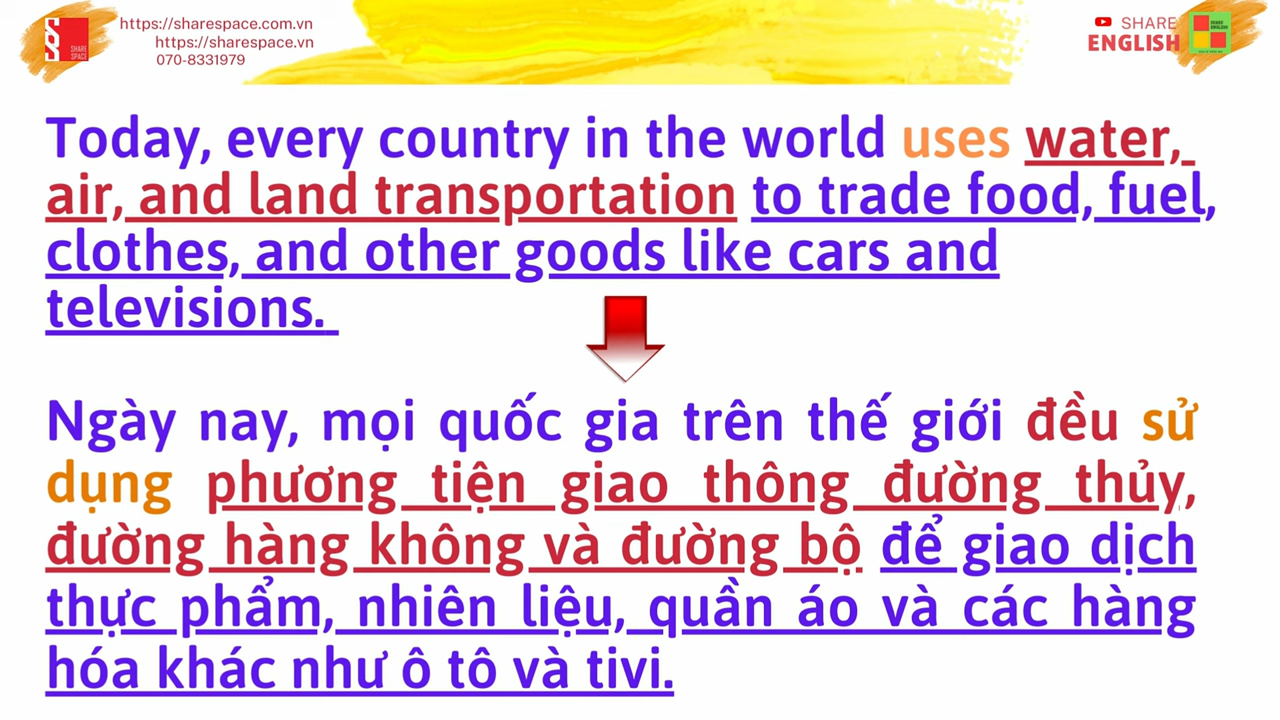 https://sharespace.com.vn
https://sharespace.vn
070-8331979
SHARE
SPACE
SHARE
ENGLISH
Today, every country in the world uses water,
air, and land transportation to trade food, fuel,
clothes, and other goods like cars and
televisions.
Ngày nay, mọi quốc gia trên thế giới đều sử
dụng phương tiện giao thông đường thủy,
đường hàng không và đường bộ để giao dịch
thực phẩm, nhiên liệu, quần áo và các hàng
hóa khác như ô tô và tivi.